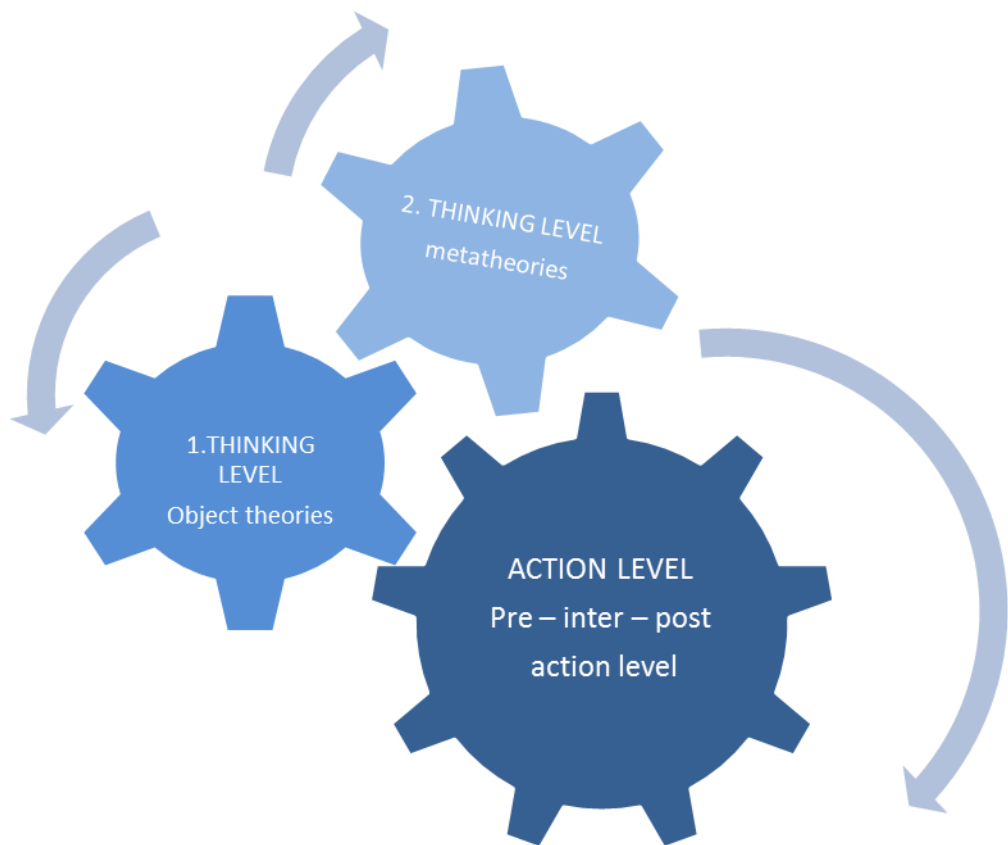 2. THINKING LEVEL
metatheories
1.THINKING
LEVEL
Object theories
ACTION LEVEL
Pre – inter – post
action level